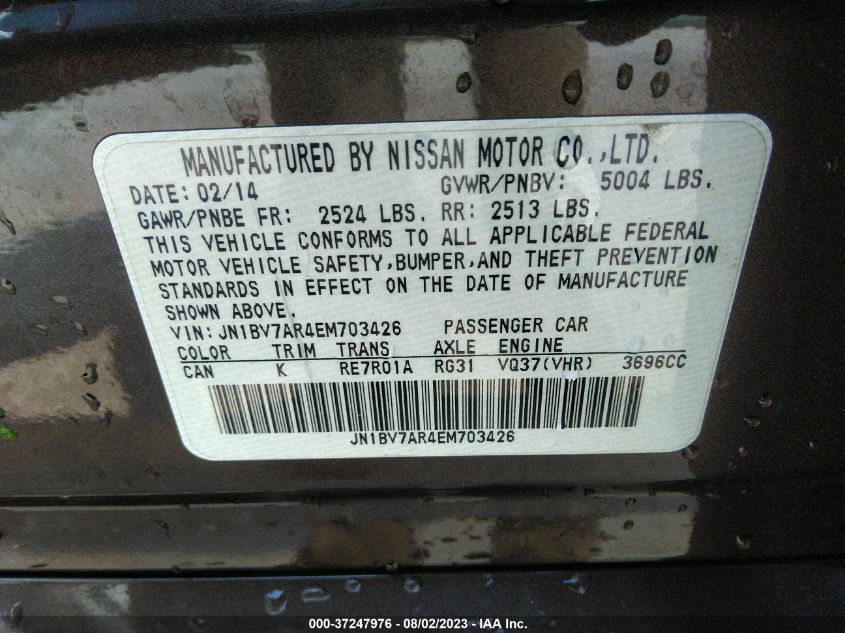 MANUFACTURED BY NISSAN MOTOR CO.,LTD.
DATE: 02/14 GVWR/PNBV: 5004 LBS.
GAWR/PNBE FR: 2524 LBS. RR: 2513 LBS.
THIS VEHICLE CONFORMS TO ALL APPLICABLE FEDERAL
MOTOR VEHICLE SAFETY,BUMPER,AND THEFT PREVENTION
STANDARDS IN EFFECT ON THE DATE OF MANUFACTURE
SHOWN ABOVE.
VIN: JN1BV7AR4EM703426 PASSENGER CAR
COLOR TRIM TRANS AXLE ENGINE
CAN K RE7R01A RG31 VQ37(VHR) 3696CC
JN1BV7AR4EM703426
000-37247976 - 08/02/2023 - IAA Inc.